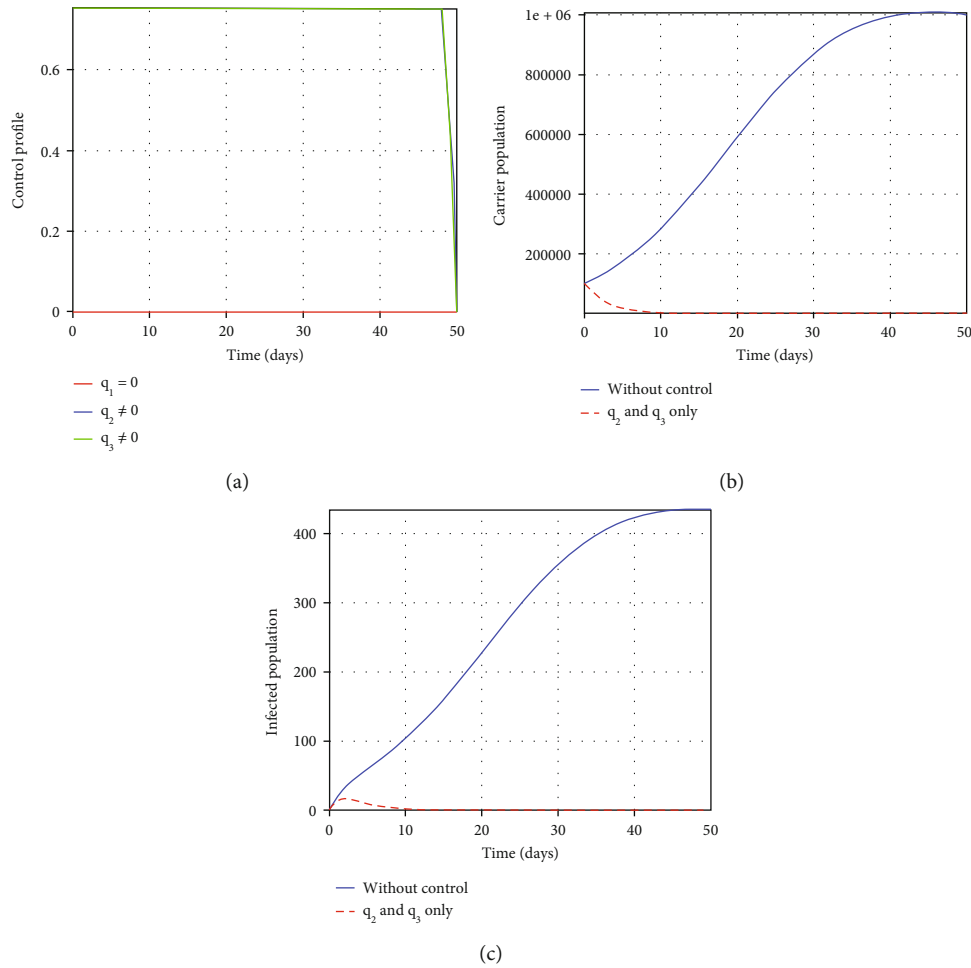 Control profile
0.6
0.4
0.2
0
0 10 20 30 40 50
Time (days)
q1 = 0
q2 ≠ 0
q3 ≠ 0
(a)
Carrier population
1e + 06
800000
600000
400000
200000
0 10 20 30 40 50
Time (days)
Without control
q2 and q3 only
(b)
Infected population
400
300
200
100
0
0 10 20 30 40 50
Time (days)
Without control
q2 and q3 only
(c)